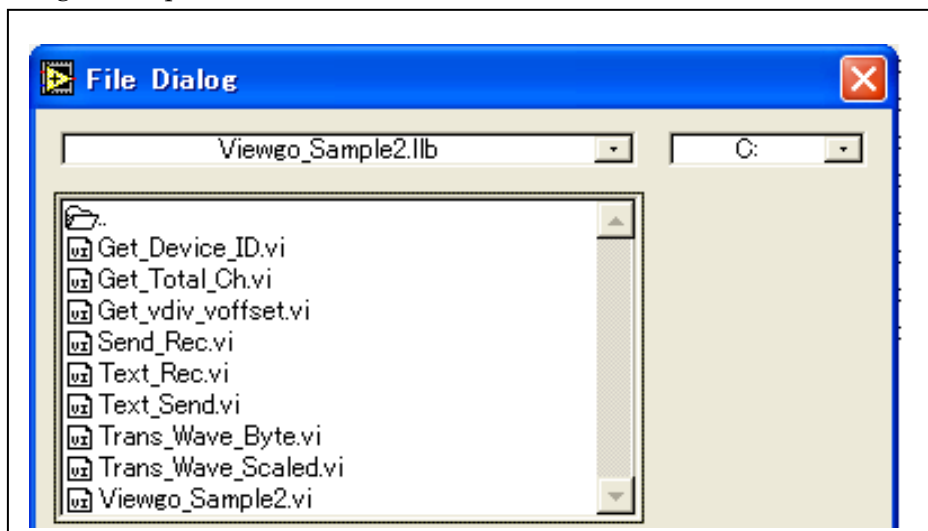 File Dialog
Viewgo_Sample2.llb
C:
..
Get_Device_ID.vi
Get_Total_Ch.vi
Get_vdiv_voffset.vi
Send_Rec.vi
Text_Rec.vi
Text_Send.vi
Trans_Wave_Byte.vi
Trans_Wave_Scaled.vi
Viewgo_Sample2.vi